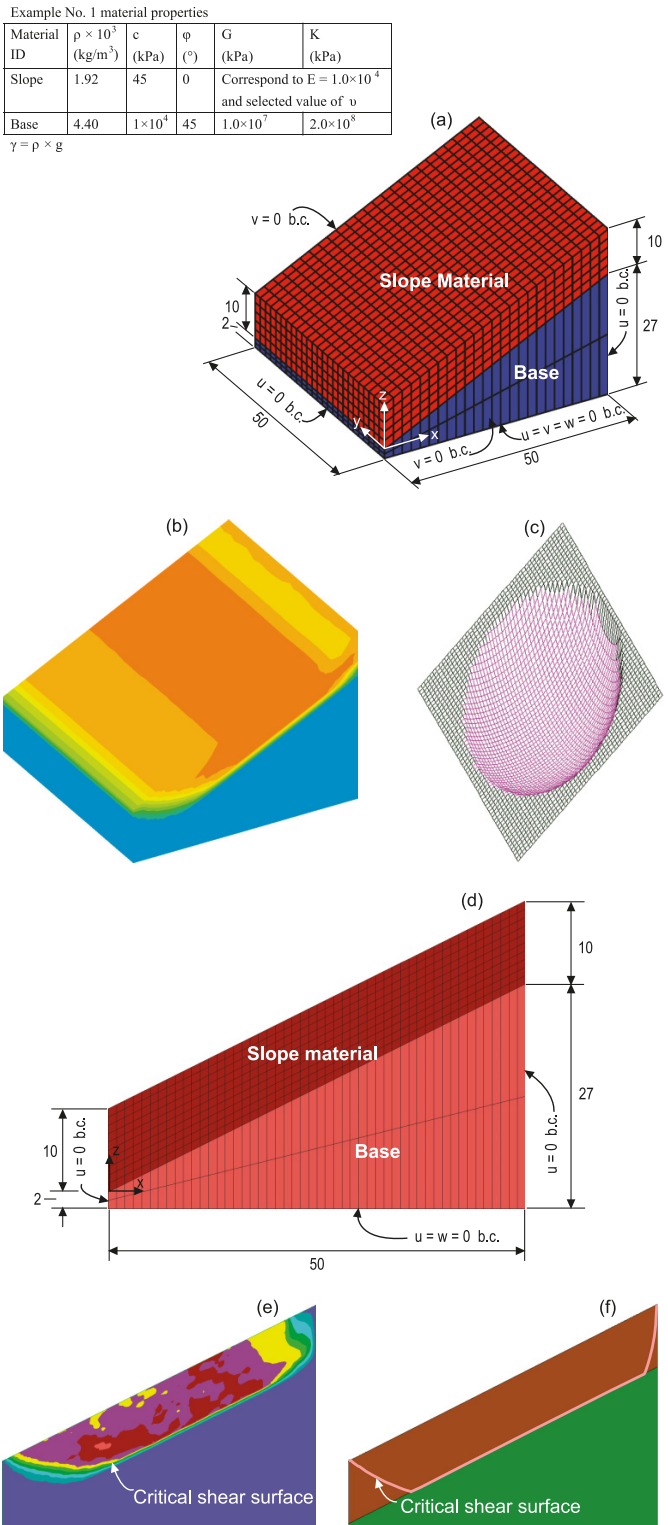 Example No. 1 material properties
Material ID ρ × 10³ (kg/m³) c (kPa) φ (°) G (kPa) K (kPa)
Slope 1.92 45 0 Correspond to E = 1.0×10⁴ and selected value of υ
Base 4.40 1×10⁴ 45 1.0×10⁷ 2.0×10⁸
γ = ρ × g
(a)
v = 0 b.c.
10
Slope Material
10
2
u = 0 b.c.
27
Base
u = 0 b.c.
z
y
x
50
v = 0 b.c.
u = v = w = 0 b.c.
50
(b)
(c)
(d)
10
Slope material
u = 0 b.c.
27
10
u = 0 b.c.
z
Base
x
2
u = w = 0 b.c.
50
(e)
(f)
Critical shear surface
Critical shear surface